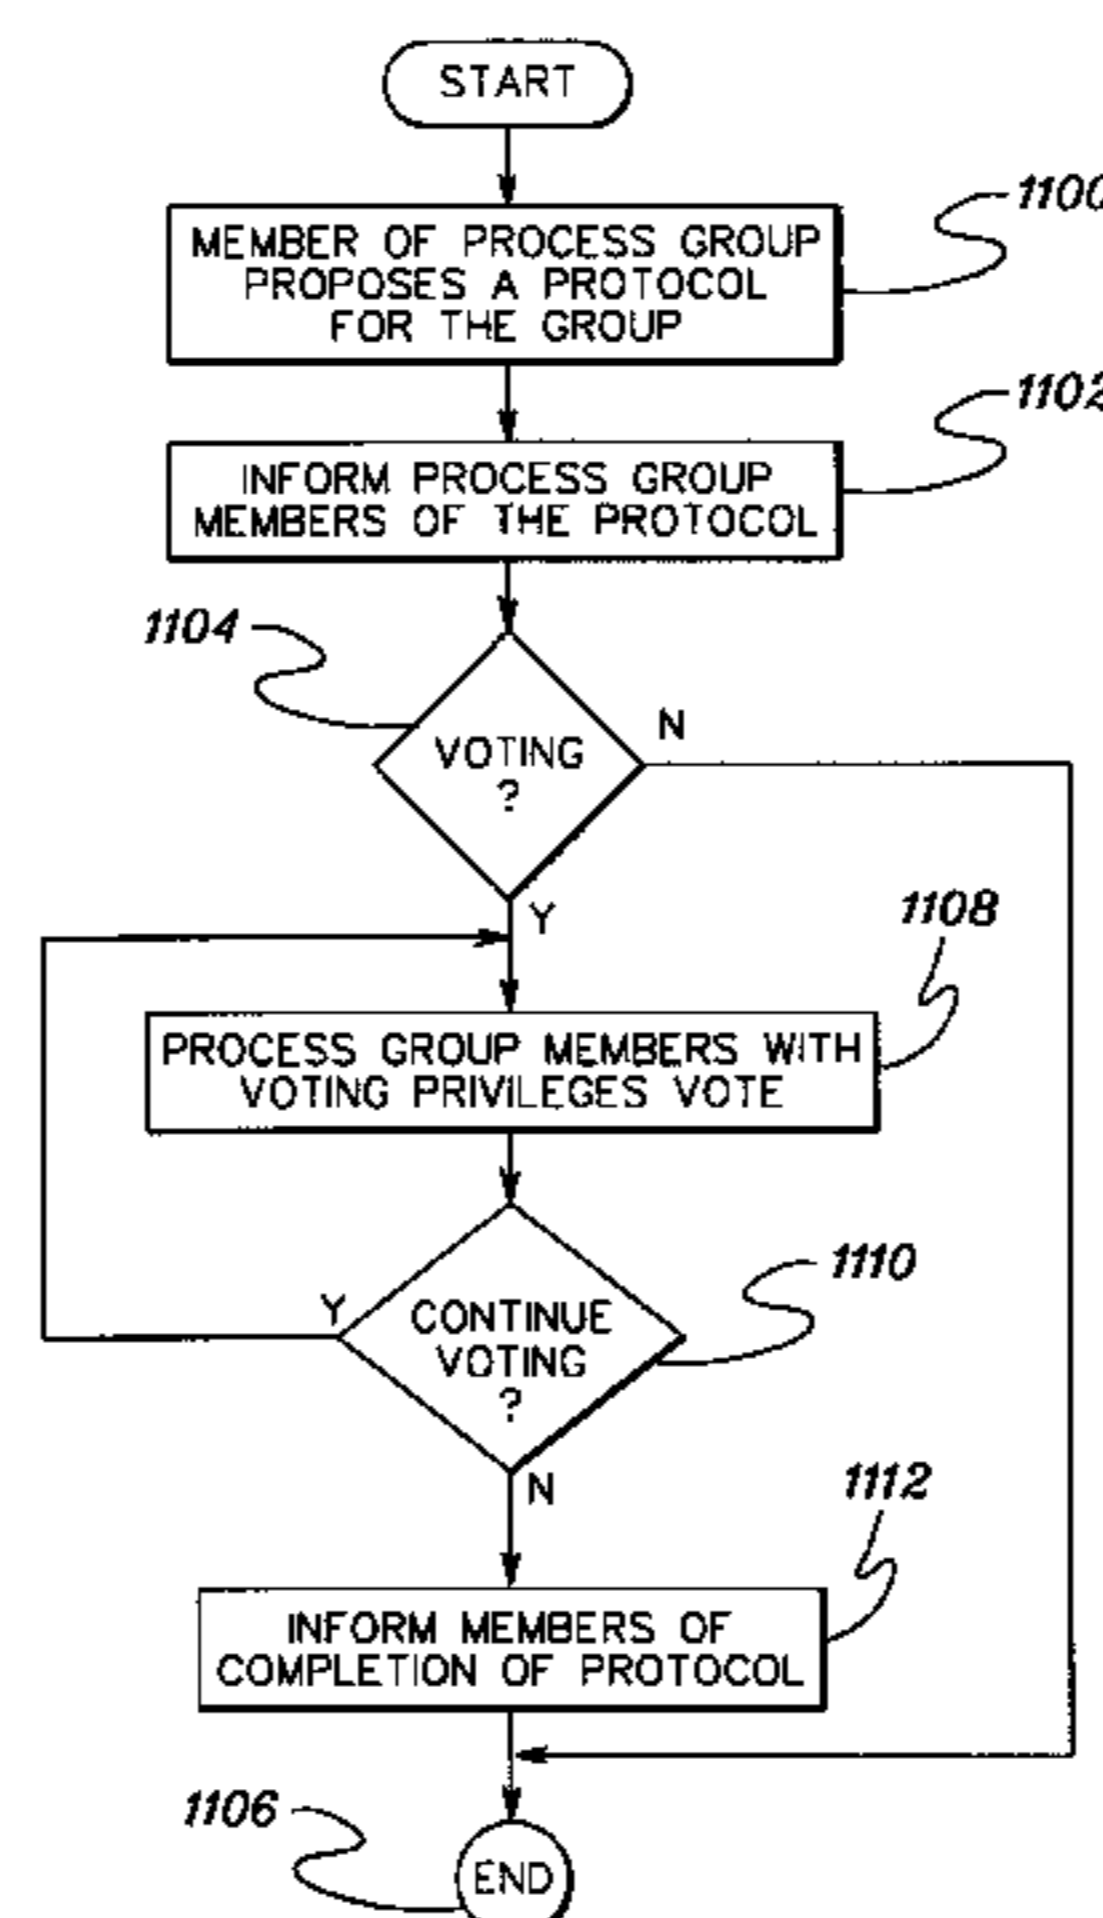 START
1100
MEMBER OF PROCESS GROUP
PROPOSES A PROTOCOL
FOR THE GROUP
1102
INFORM PROCESS GROUP
MEMBERS OF THE PROTOCOL
1104
N
VOTING
?
Y
1108
PROCESS GROUP MEMBERS WITH
VOTING PRIVILEGES VOTE
1110
Y
CONTINUE
VOTING
?
N
1112
INFORM MEMBERS OF
COMPLETION OF PROTOCOL
1106
END